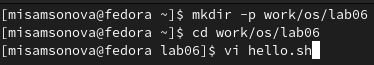 [misamsonova@fedora ~]$ mkdir -p work/os/lab06
[misamsonova@fedora ~]$ cd work/os/lab06
[misamsonova@fedora lab06]$ vi hello.sh